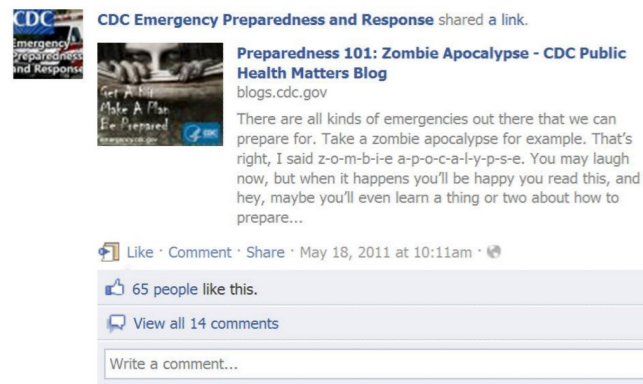 CDC
Emergency
Preparedness
and Response
CDC Emergency Preparedness and Response shared a link.
Get A Kit
Make A Plan
Be Prepared
emergency.cdc.gov
CDC
Preparedness 101: Zombie Apocalypse - CDC Public
Health Matters Blog
blogs.cdc.gov
There are all kinds of emergencies out there that we can
prepare for. Take a zombie apocalypse for example. That's
right, I said z-o-m-b-i-e a-p-o-c-a-l-y-p-s-e. You may laugh
now, but when it happens you'll be happy you read this, and
hey, maybe you'll even learn a thing or two about how to
prepare...
Like · Comment · Share · May 18, 2011 at 10:11am ·
65 people like this.
View all 14 comments
Write a comment...